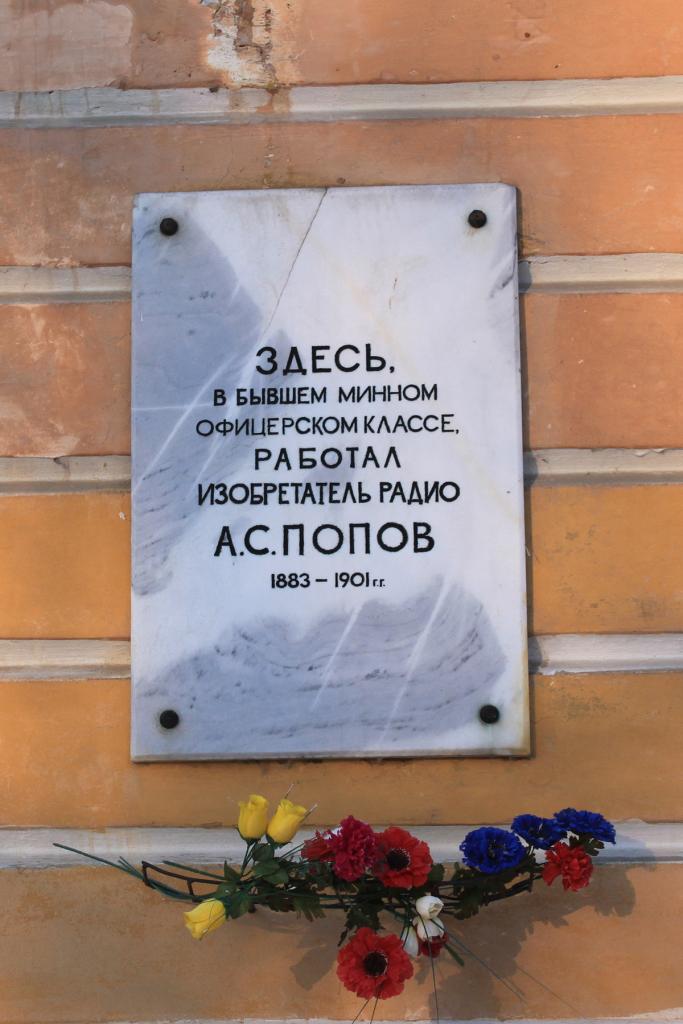 ЗДЕСЬ,
В БЫВШЕМ МИННОМ
ОФИЦЕРСКОМ КЛАССЕ,
РАБОТАЛ
ИЗОБРЕТАТЕЛЬ РАДИО
А.С.ПОПОВ
1883 – 1901 г.г.